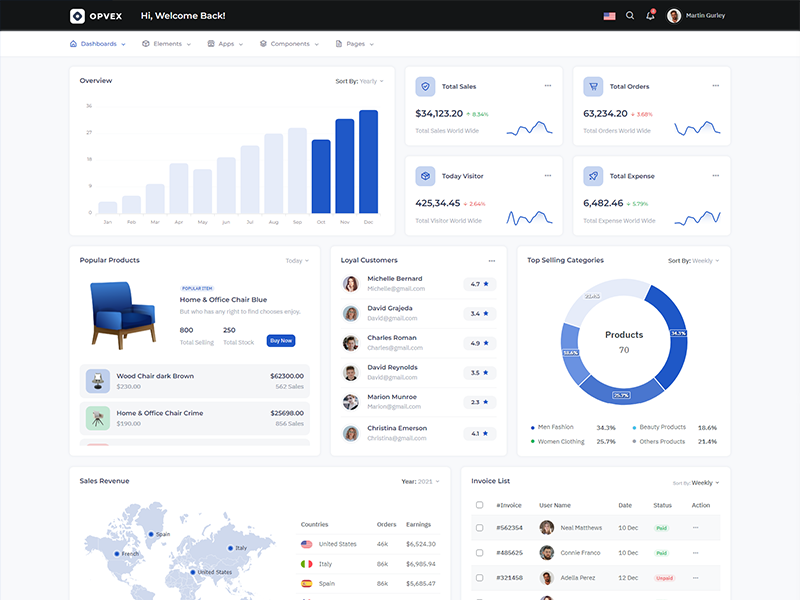 OPVEX
Hi, Welcome Back!
Martin Gurley
Dashboards
Elements
Apps
Components
Pages
Overview
Sort By: Yearly
36
27
18
9
0
Jan Feb Mar Apr May Jun Jul Aug Sep Oct Nov Dec
Total Sales
$34,123.20 ↑ 8.34%
Total Sales World Wide
Total Orders
63,234.20 ↓ 3.68%
Total Orders World Wide
Today Visitor
425,34.45 ↓ 2.64%
Total Visitor World Wide
Total Expense
6,482.46 ↑ 5.79%
Total Expense World Wide
Popular Products
Today
POPULAR ITEM
Home & Office Chair Blue
But who has any right to find chooses enjoy.
800
Total Selling
250
Total Stock
Buy Now
Wood Chair dark Brown
$230.00
$62300.00
562 Sales
Home & Office Chair Crime
$190.00
$25698.00
856 Sales
Loyal Customers
Michelle Bernard
Michelle@gmail.com
4.7
David Grajeda
David@gmail.com
3.4
Charles Roman
Charles@gmail.com
4.9
David Reynolds
David@gmail.com
3.5
Marion Munroe
Marion@gmail.com
2.3
Christina Emerson
Christina@gmail.com
4.1
Top Selling Categories
Sort By: Weekly
21.4%
34.3%
18.6%
25.7%
Products
70
Men Fashion 34.3%
Beauty Products 18.6%
Women Clothing 25.7%
Others Products 21.4%
Sales Revenue
Year: 2021
Spain
French
Italy
United States
Countries Orders Earnings
United States 46k $6,524.30
Italy 86k $6,985.94
Spain 86k $5,685.47
Invoice List
Sort By: Weekly
#Invoice User Name Date Status Action
#562354 Neal Matthews 10 Dec Paid
#485625 Connie Franco 10 Dec Paid
#321458 Adella Perez 12 Dec Unpaid